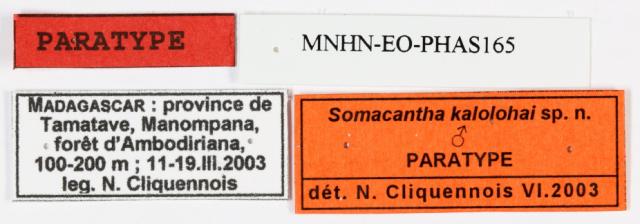 PARATYPE
MNHN-EO-PHAS165
MADAGASCAR : province de
Tamatave, Manompana,
forêt d'Ambodiriana,
100-200 m ; 11-19.III.2003
leg. N. Cliquennois
Somacantha kalolohai sp. n.
♂
PARATYPE
dét. N. Cliquennois VI.2003